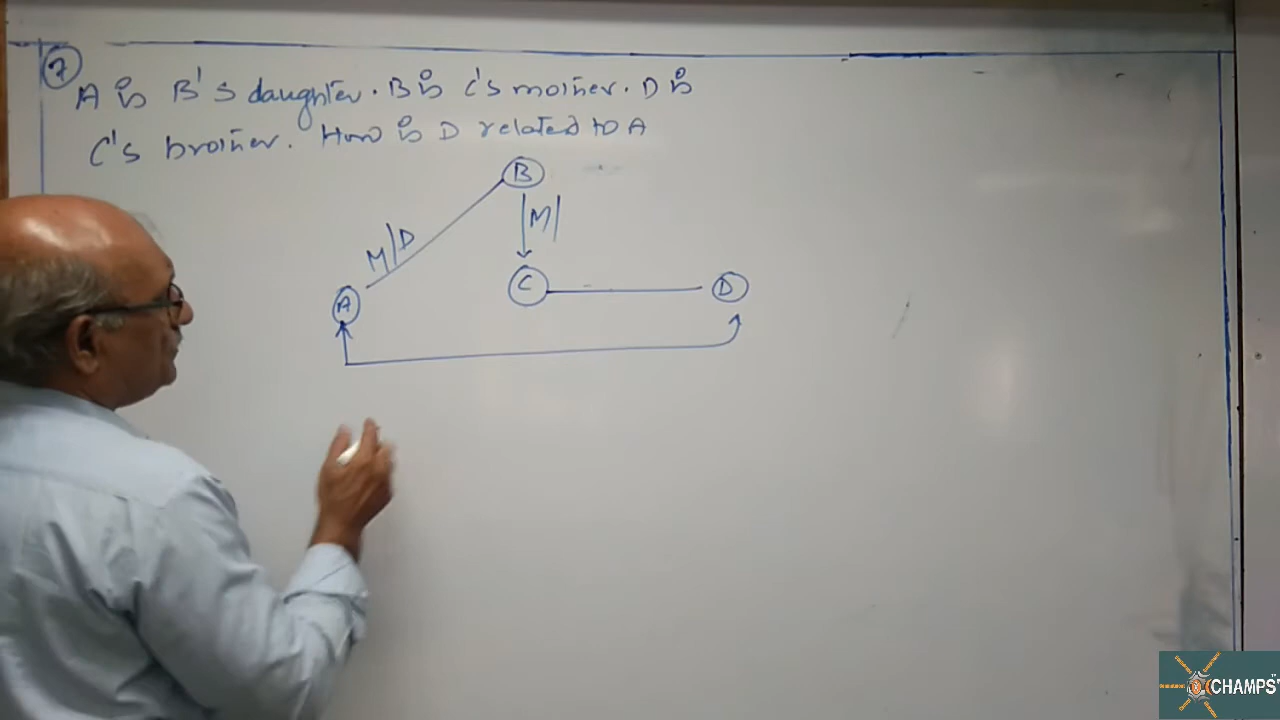 7
A is B's daughter. B is C's mother. D is
C's brother. How is D related to A
B
M/D
M
A
C
D
CHAMPS